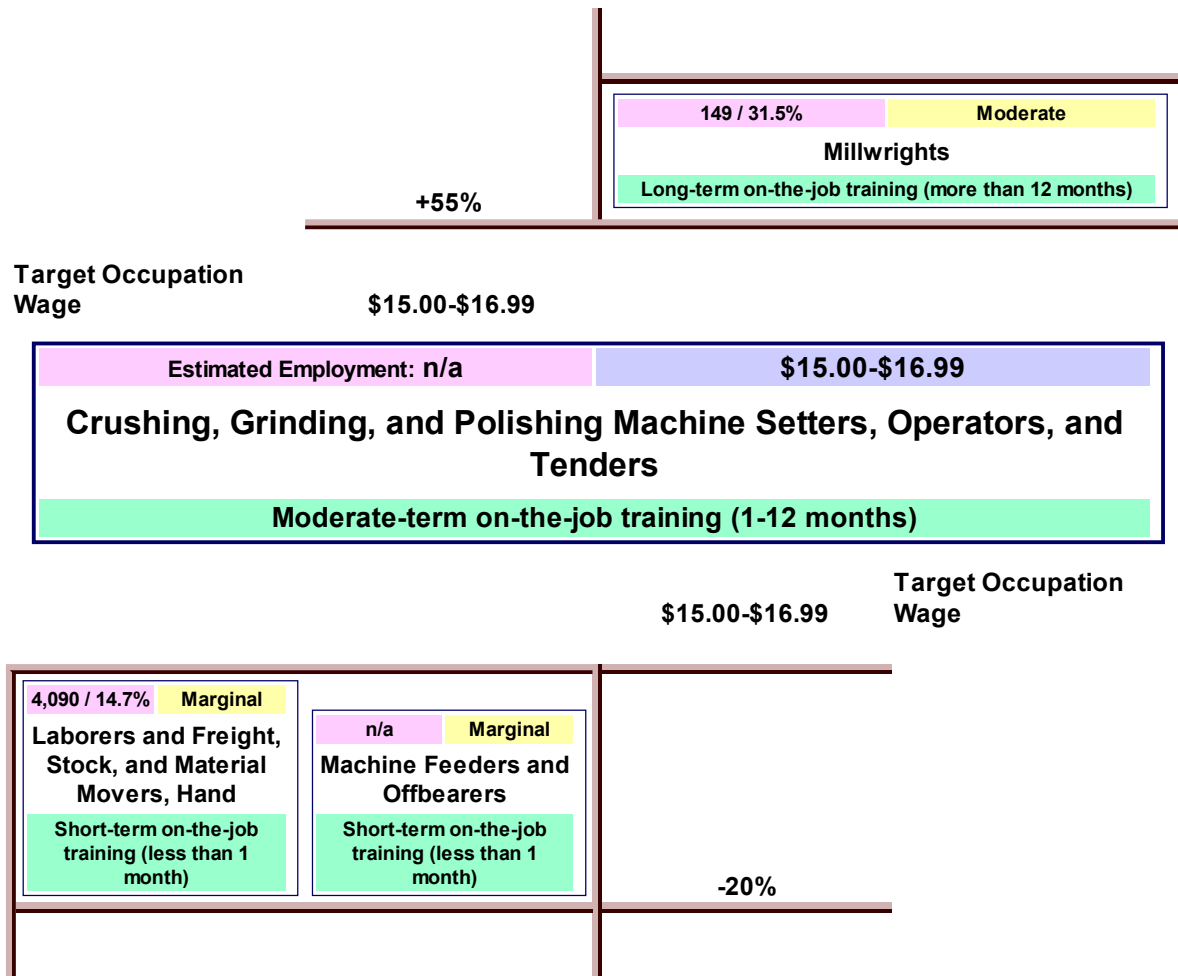 149 / 31.5%
Moderate
Millwrights
Long-term on-the-job training (more than 12 months)
+55%
Target Occupation
Wage
$15.00-$16.99
Estimated Employment: n/a
$15.00-$16.99
Crushing, Grinding, and Polishing Machine Setters, Operators, and
Tenders
Moderate-term on-the-job training (1-12 months)
$15.00-$16.99
Target Occupation
Wage
4,090 / 14.7%
Marginal
Laborers and Freight,
Stock, and Material
Movers, Hand
Short-term on-the-job
training (less than 1
month)
n/a
Marginal
Machine Feeders and
Offbearers
Short-term on-the-job
training (less than 1
month)
-20%